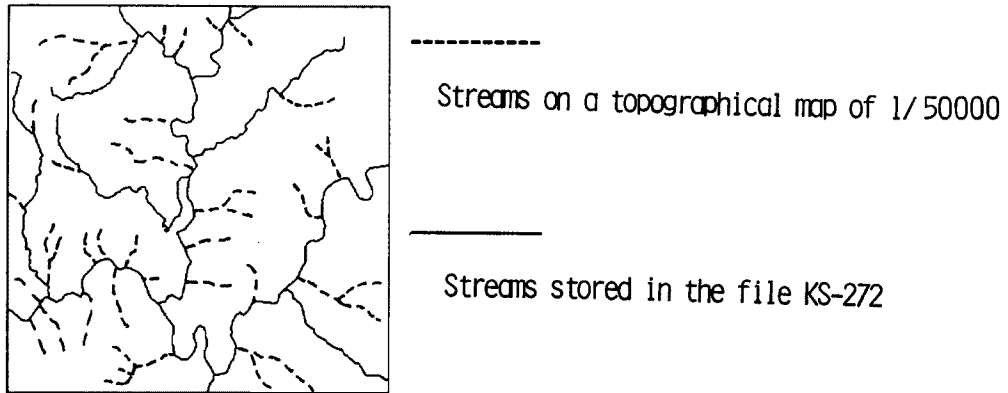 Streams on a topographical map of 1/50000
Streams stored in the file KS-272